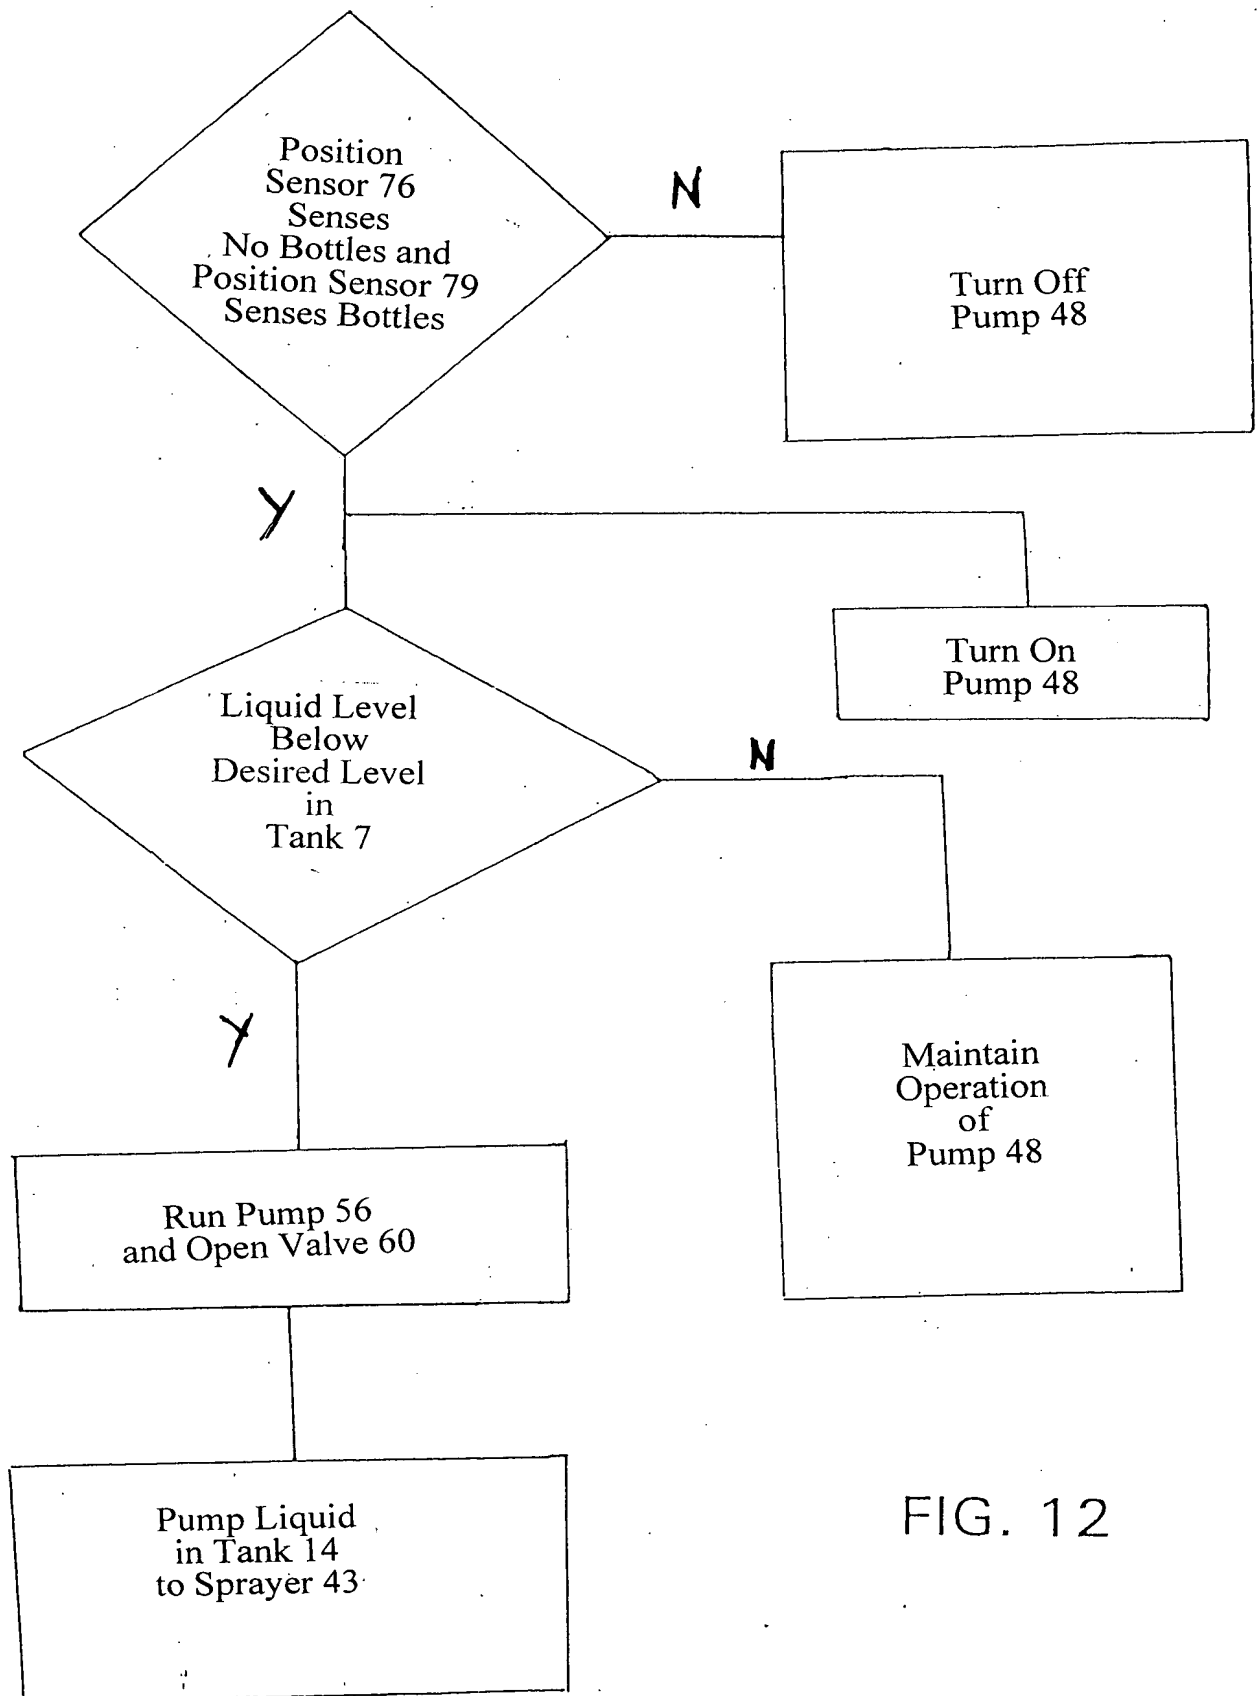 Position
Sensor 76
Senses
No Bottles and
Position Sensor 79
Senses Bottles
N
Turn Off
Pump 48
Y
Turn On
Pump 48
Liquid Level
Below
Desired Level
in
Tank 7
N
Y
Maintain
Operation
of
Pump 48
Run Pump 56
and Open Valve 60
Pump Liquid
in Tank 14
to Sprayer 43
FIG. 12